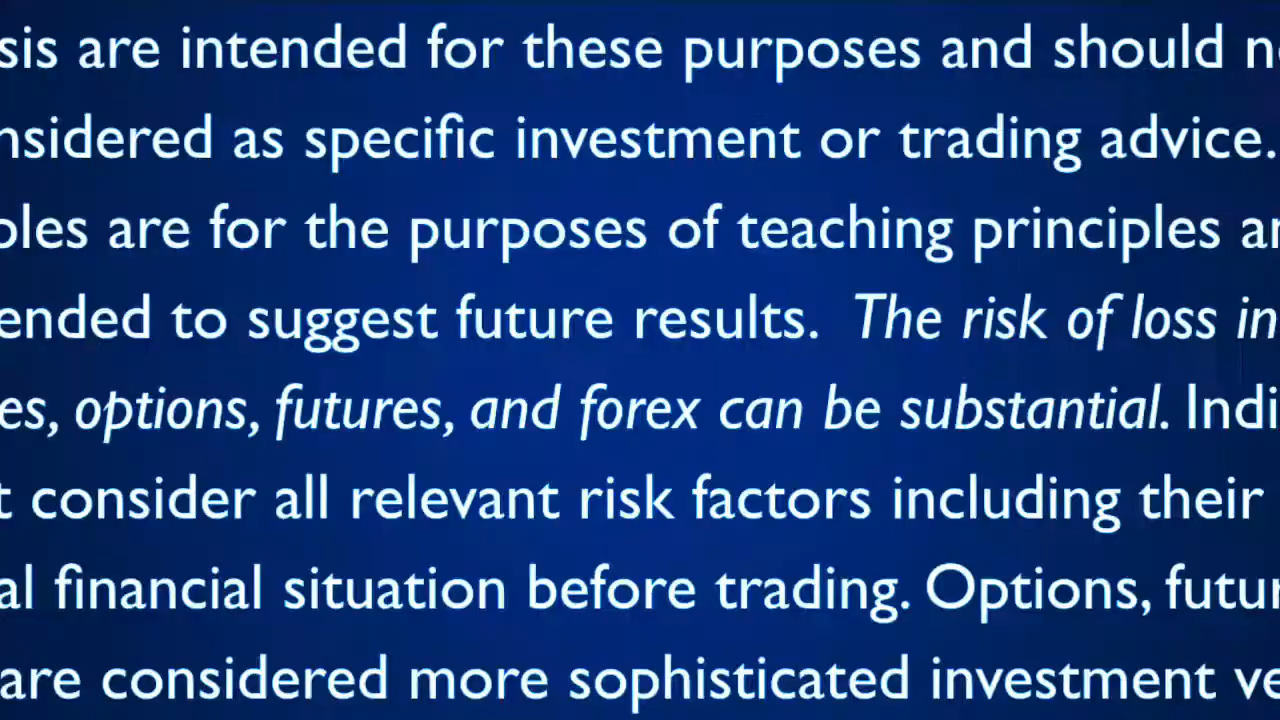 sis are intended for these purposes and should n
nsidered as specific investment or trading advice.
ples are for the purposes of teaching principles a
ended to suggest future results. The risk of loss in
es, options, futures, and forex can be substantial. Indi
t consider all relevant risk factors including their
al financial situation before trading. Options, futur
are considered more sophisticated investment ve